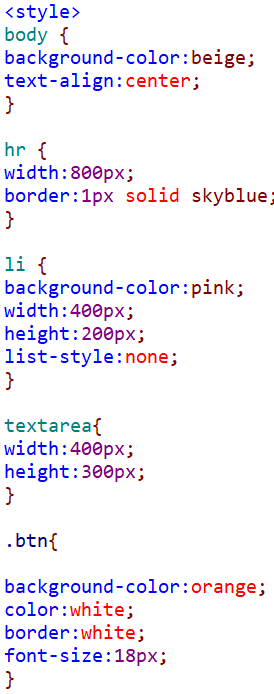 <style>
body {
background-color:beige;
text-align:center;
}
hr {
width:800px;
border:1px solid skyblue;
}
li {
background-color:pink;
width:400px;
height:200px;
list-style:none;
}
textarea{
width:400px;
height:300px;
}
.btn{
background-color:orange;
color:white;
border:white;
font-size:18px;
}